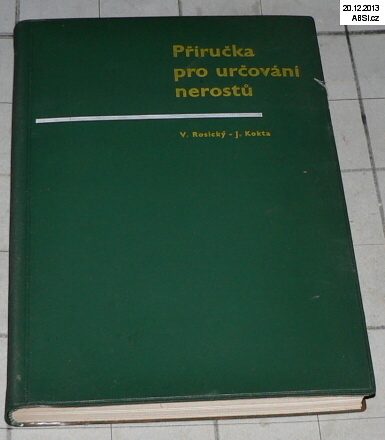 20.12.2013
ABSI.cz
Příručka
pro určování
nerostů
V. Rosický - J. Kokta